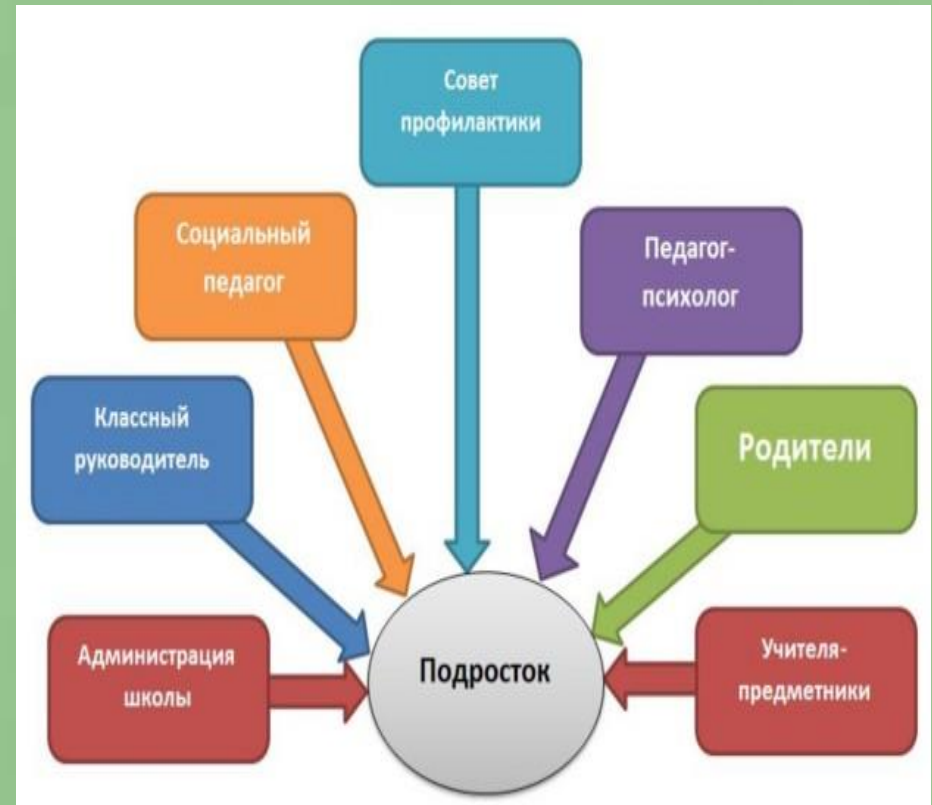 Совет
профилактики
Социальный
педагог
Педагог-
психолог
Классный
руководитель
Родители
Администрация
школы
Подросток
Учителя-
предметники